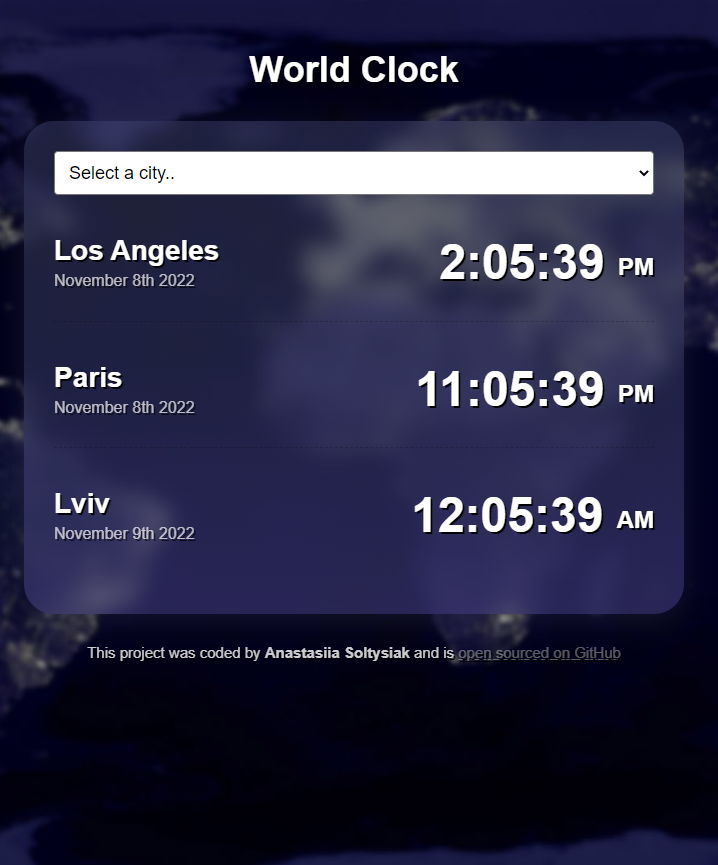 World Clock
Select a city..
Los Angeles
November 8th 2022
2:05:39 PM
Paris
November 8th 2022
11:05:39 PM
Lviv
November 9th 2022
12:05:39 AM
This project was coded by Anastasiia Soltysiak and is open sourced on GitHub